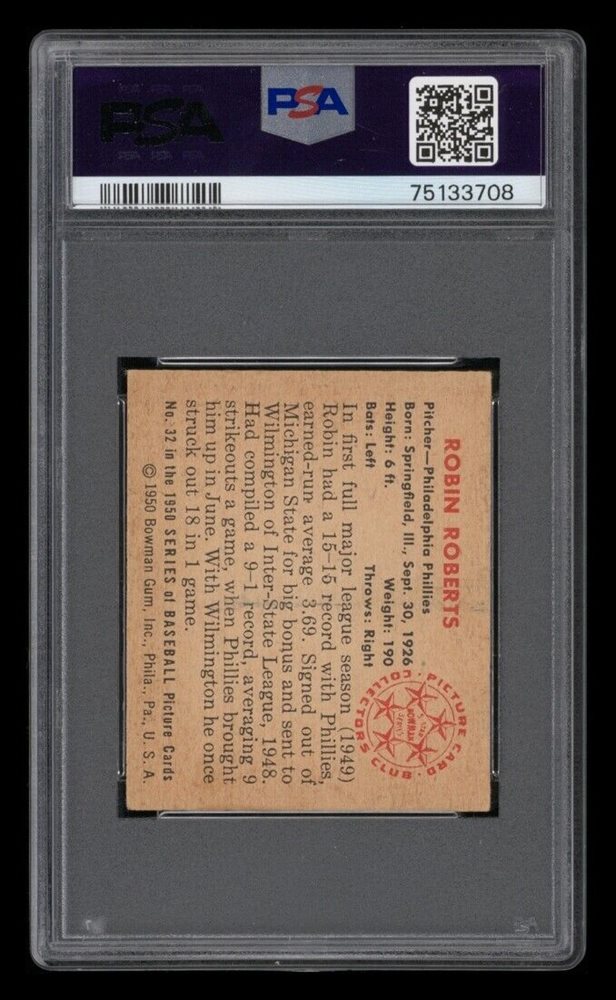 PSA
PSA
75133708
ROBIN ROBERTS
Pitcher—Philadelphia Phillies
Born: Springfield, Ill., Sept. 30, 1926
Height: 6 ft. Weight: 190
Bats: Left Throws: Right
PICTURE CARD COLLECTORS CLUB
5-STAR
BOWMAN
SERIES
In first full major league season (1949)
Robin had a 15-15 record with Phillies,
earned-run average 3.69. Signed out of
Michigan State for big bonus and sent to
Wilmington of Inter-State League, 1948.
Had compiled a 9-1 record, averaging 9
strikeouts a game, when Phillies brought
him up in June. With Wilmington he once
struck out 18 in 1 game.
No. 32 in the 1950 SERIES of BASEBALL Picture Cards
©1950 Bowman Gum, Inc., Phila., Pa., U. S. A.